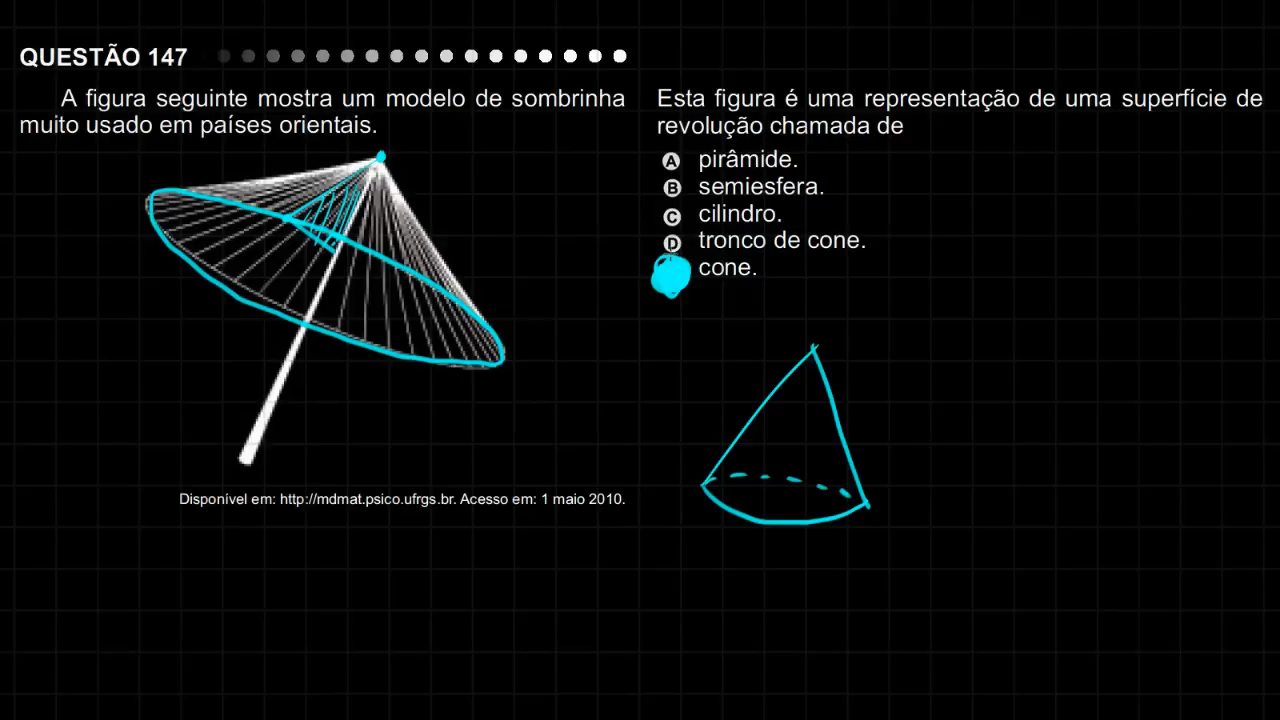 QUESTÃO 147
A figura seguinte mostra um modelo de sombrinha
muito usado em países orientais.
Disponível em: http://mdmat.psico.ufrgs.br. Acesso em: 1 maio 2010.
Esta figura é uma representação de uma superfície de
revolução chamada de
A pirâmide.
B semiesfera.
C cilindro.
D tronco de cone.
cone.